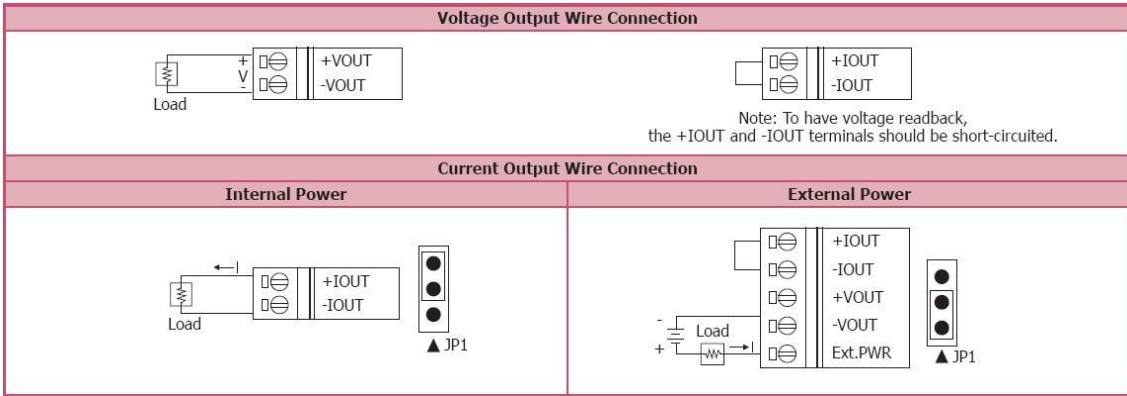 Voltage Output Wire Connection
+
V
-
Load
+VOUT
-VOUT
+IOUT
-IOUT
Note: To have voltage readback,
the +IOUT and -IOUT terminals should be short-circuited.
Current Output Wire Connection
Internal Power
External Power
I
Load
+IOUT
-IOUT
JP1
+IOUT
-IOUT
+VOUT
-VOUT
Ext.PWR
-
+
Load
I
JP1